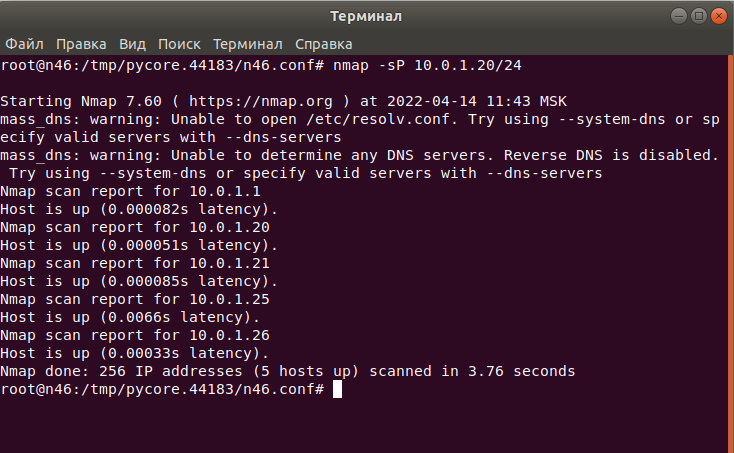 Терминал
Файл Правка Вид Поиск Терминал Справка
root@n46:/tmp/pycore.44183/n46.conf# nmap -sP 10.0.1.20/24
Starting Nmap 7.60 ( https://nmap.org ) at 2022-04-14 11:43 MSK
mass_dns: warning: Unable to open /etc/resolv.conf. Try using --system-dns or sp
ecify valid servers with --dns-servers
mass_dns: warning: Unable to determine any DNS servers. Reverse DNS is disabled.
 Try using --system-dns or specify valid servers with --dns-servers
Nmap scan report for 10.0.1.1
Host is up (0.000082s latency).
Nmap scan report for 10.0.1.20
Host is up (0.000051s latency).
Nmap scan report for 10.0.1.21
Host is up (0.000085s latency).
Nmap scan report for 10.0.1.25
Host is up (0.0066s latency).
Nmap scan report for 10.0.1.26
Host is up (0.00033s latency).
Nmap done: 256 IP addresses (5 hosts up) scanned in 3.76 seconds
root@n46:/tmp/pycore.44183/n46.conf#